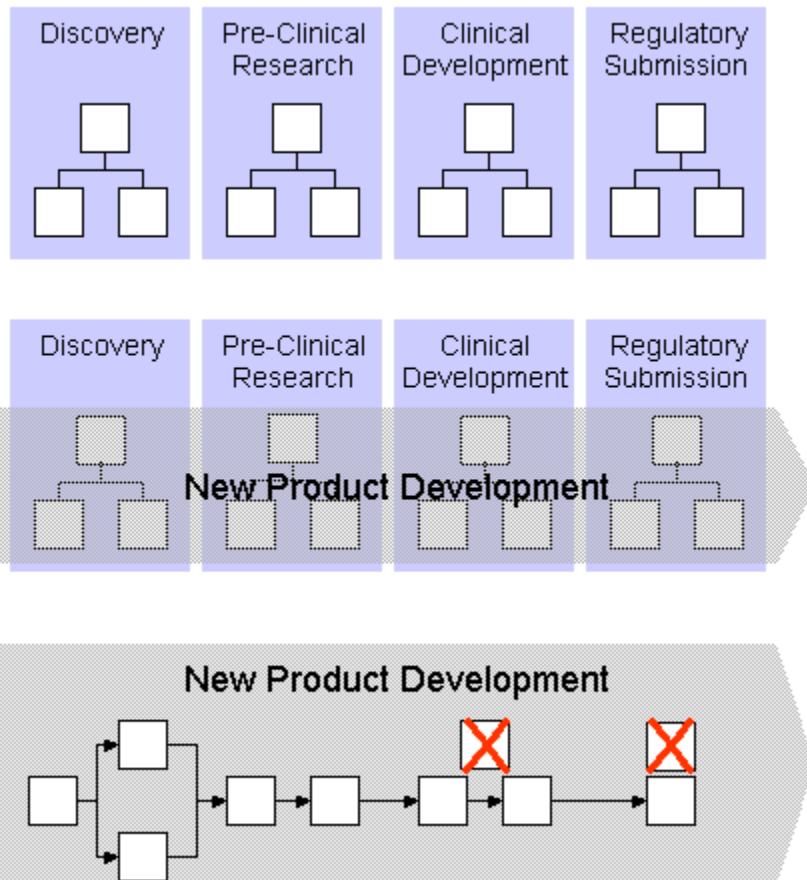 Discovery
Pre-Clinical
Research
Clinical
Development
Regulatory
Submission
Discovery
Pre-Clinical
Research
Clinical
Development
Regulatory
Submission
New Product Development
New Product Development